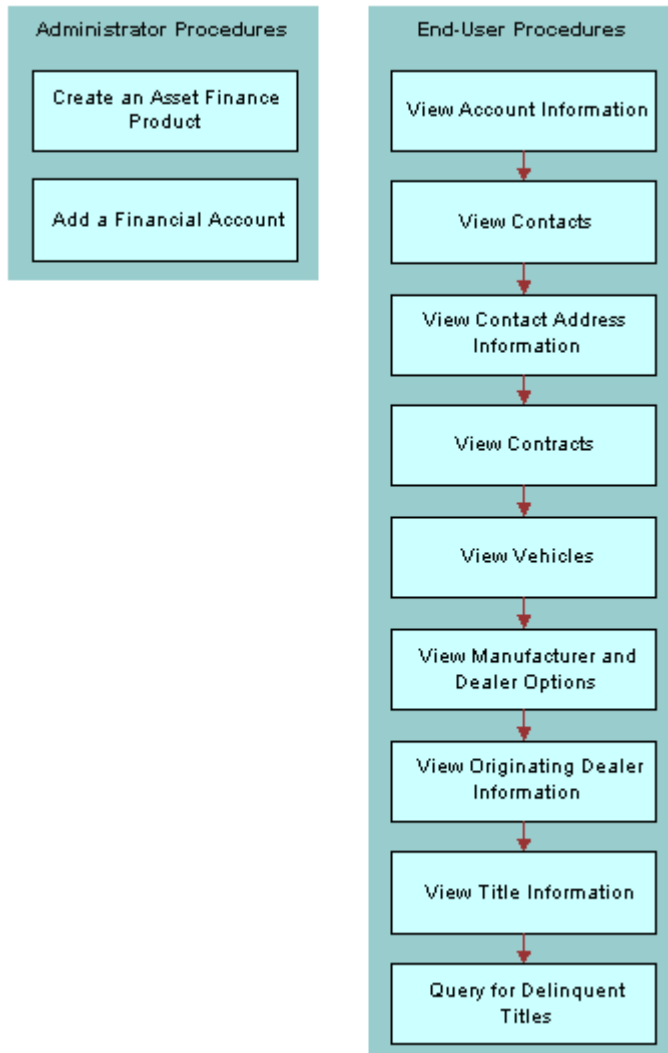 Administrator Procedures
Create an Asset Finance
Product
Add a Financial Account
End-User Procedures
View Account Information
View Contacts
View Contact Address
Information
View Contracts
View Vehicles
View Manufacturer and
Dealer Options
View Originating Dealer
Information
View Title Information
Query for Delinquent
Titles